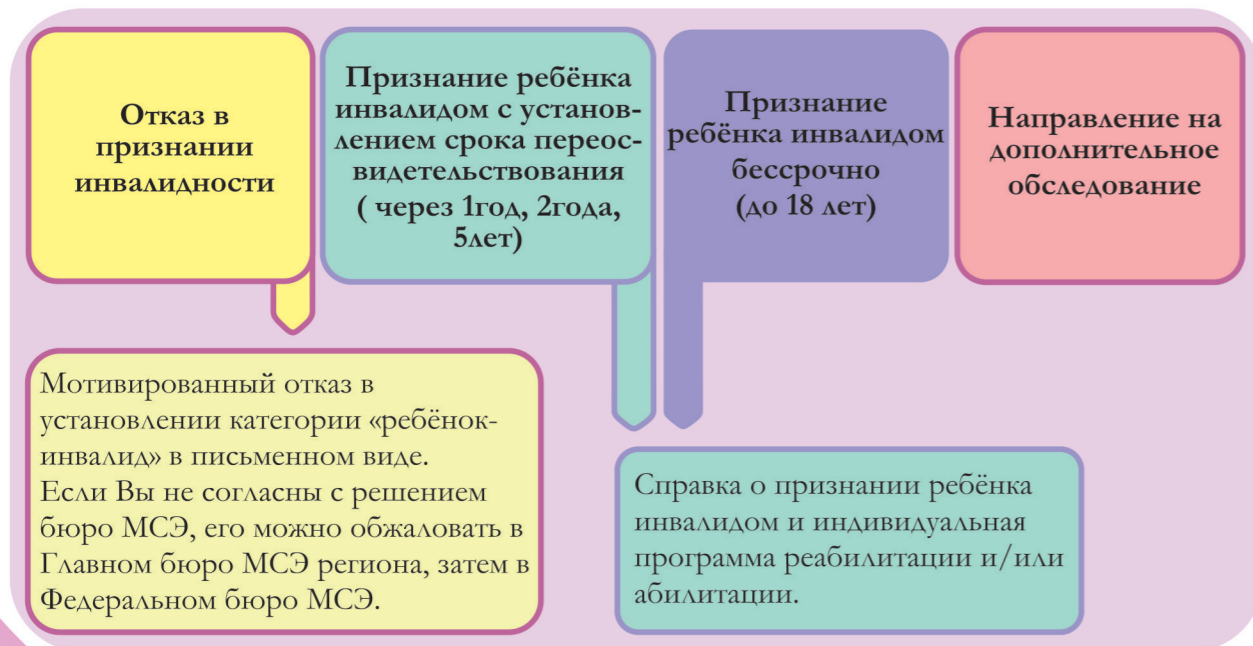 Отказ в
признании
инвалидности
Признание ребёнка
инвалидом с установ-
лением срока переос-
видетельствования
( через 1год, 2года,
5лет)
Признание
ребёнка инвалидом
бессрочно
(до 18 лет)
Направление на
дополнительное
обследование
Мотивированный отказ в
установлении категории «ребёнок-
инвалид» в письменном виде.
Если Вы не согласны с решением
бюро МСЭ, его можно обжаловать в
Главном бюро МСЭ региона, затем в
Федеральном бюро МСЭ.
Справка о признании ребёнка
инвалидом и индивидуальная
программа реабилитации и/или
абилитации.